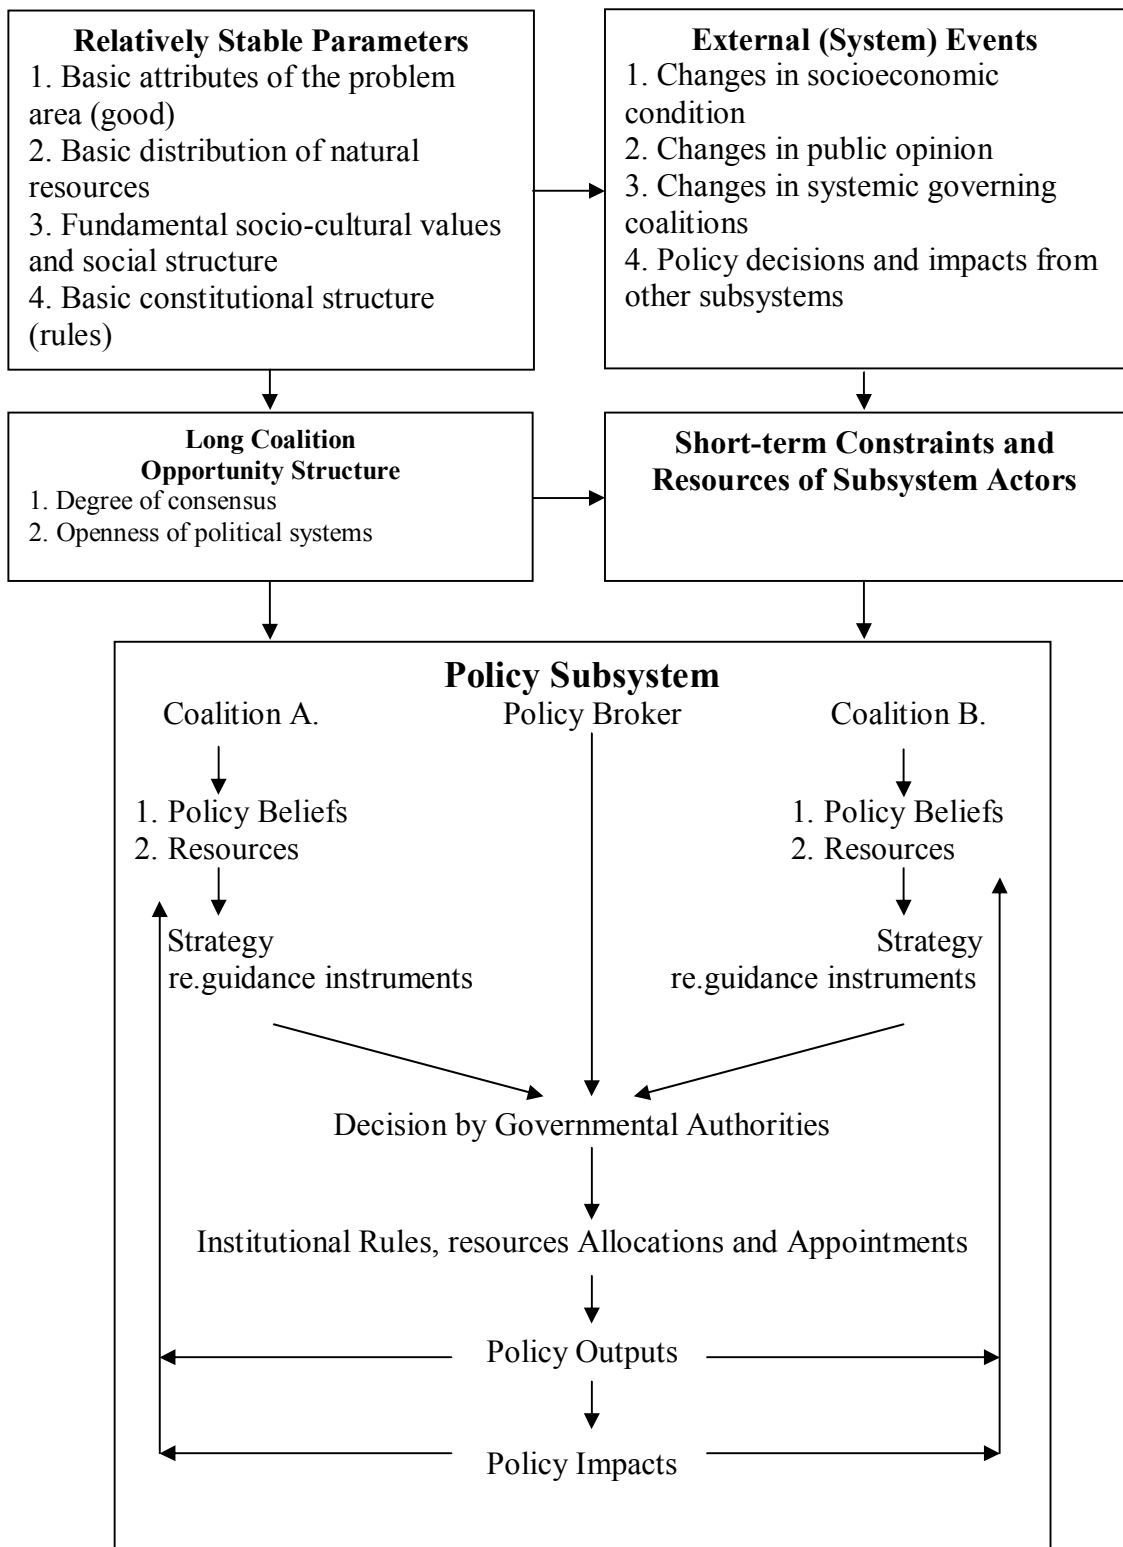 Relatively Stable Parameters
1. Basic attributes of the problem
area (good)
2. Basic distribution of natural
resources
3. Fundamental socio-cultural values
and social structure
4. Basic constitutional structure
(rules)
External (System) Events
1. Changes in socioeconomic
condition
2. Changes in public opinion
3. Changes in systemic governing
coalitions
4. Policy decisions and impacts from
other subsystems
Long Coalition
Opportunity Structure
1. Degree of consensus
2. Openness of political systems
Short-term Constraints and
Resources of Subsystem Actors
Policy Subsystem
Coalition A.
Policy Broker
Coalition B.
1. Policy Beliefs
2. Resources
1. Policy Beliefs
2. Resources
Strategy
re.guidance instruments
Strategy
re.guidance instruments
Decision by Governmental Authorities
Institutional Rules, resources Allocations and Appointments
Policy Outputs
Policy Impacts